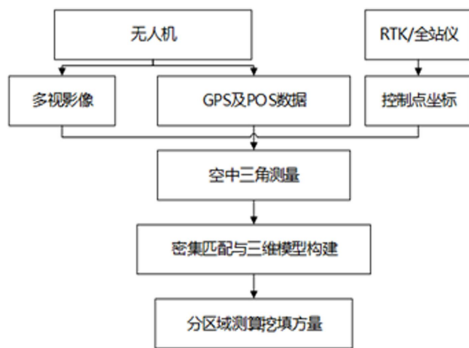 无人机
RTK/全站仪
多视影像
GPS及POS数据
控制点坐标
空中三角测量
密集匹配与三维模型构建
分区域测算挖填方量